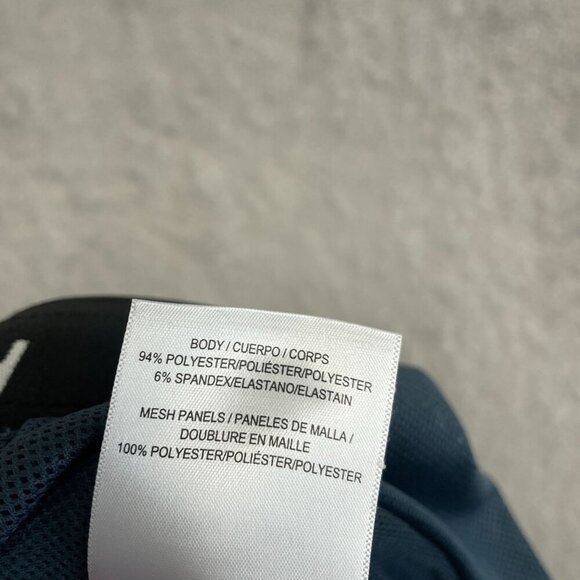 BODY / CUERPO / CORPS
94% POLYESTER/POLIÉSTER/POLYESTER
6% SPANDEX/ELASTANO/ELASTAIN
MESH PANELS / PANELES DE MALLA /
DOUBLURE EN MAILLE
100% POLYESTER/POLIÉSTER/POLYESTER